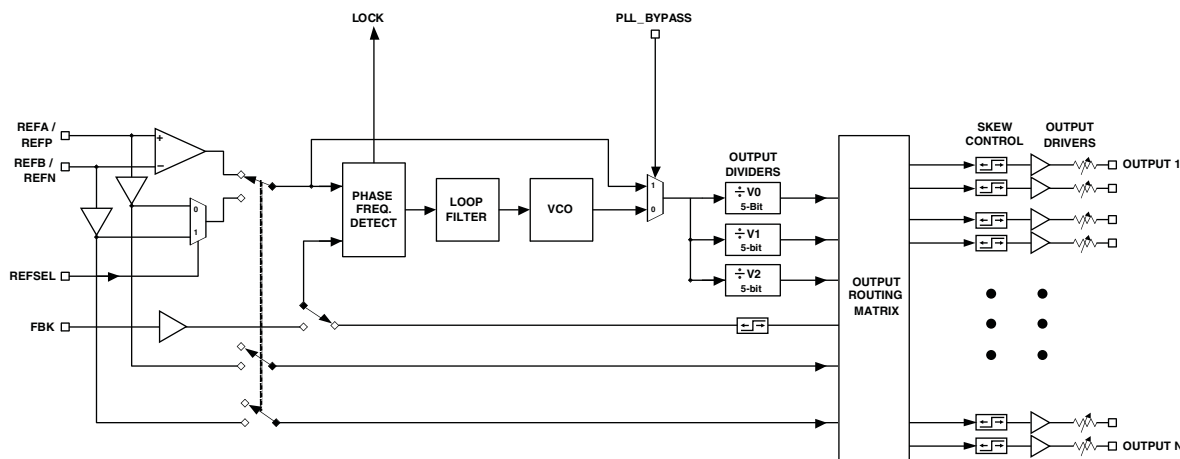 LOCK
PLL_BYPASS
REFA /
REFP
REFB /
REFN
+
–
0
1
REFSEL
FBK
PHASE
FREQ.
DETECT
LOOP
FILTER
VCO
1
0
OUTPUT
DIVIDERS
÷ V0
5-Bit
÷ V1
5-bit
÷ V2
5-bit
OUTPUT
ROUTING
MATRIX
SKEW
CONTROL
OUTPUT
DRIVERS
OUTPUT 1
OUTPUT N